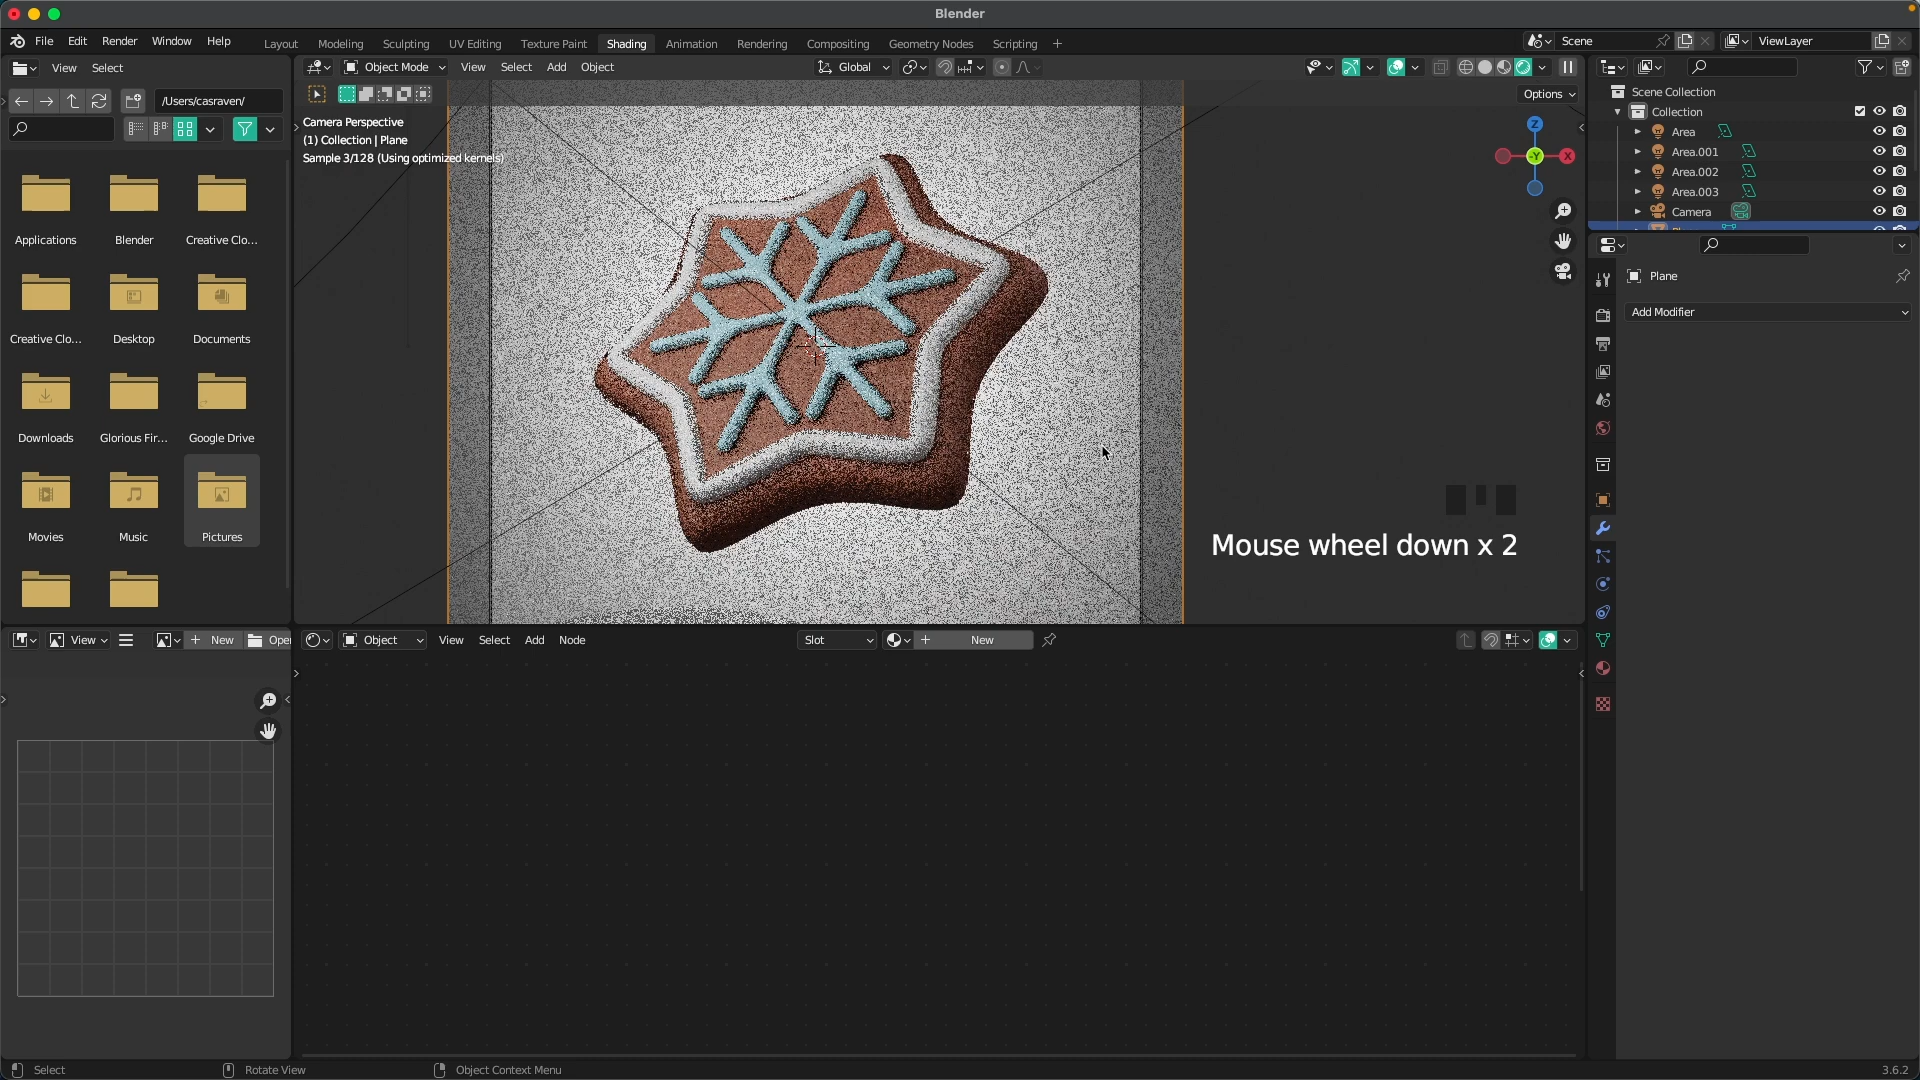 Blender
File Edit Render Window Help
Layout Modeling Sculpting UV Editing Texture Paint Shading Animation Rendering Compositing Geometry Nodes Scripting +
Scene
ViewLayer
View Select
/Users/casraven/
Applications Blender Creative Clo...
Creative Clo... Desktop Documents
Downloads Glorious Fir... Google Drive
Movies Music Pictures
Object Mode View Select Add Object
Global
Options
Camera Perspective
(1) Collection | Plane
Sample 3/128 (Using optimized kernels)
Z
-Y X
Mouse wheel down x 2
Scene Collection
Collection
Area
Area.001
Area.002
Area.003
Camera
Plane
Add Modifier
View + New Open
Object View Select Add Node
Slot
+ New
Select
Rotate View
Object Context Menu
3.6.2